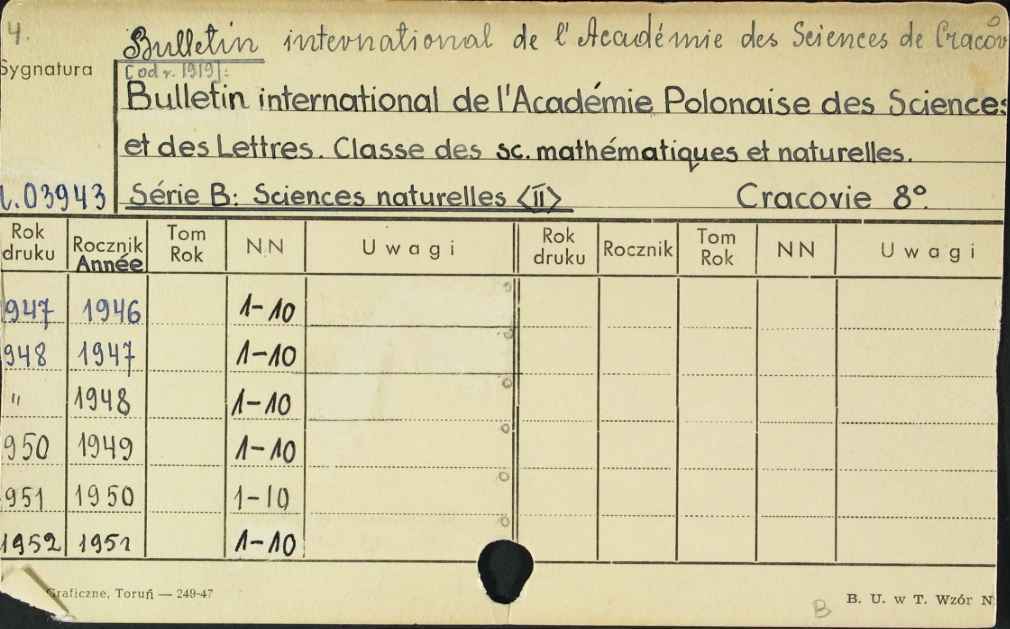 4.
Bulletin international de l'Académie des Sciences de Cracov
Sygnatura
[od r. 1919]:
Bulletin international de l'Académie Polonaise des Sciences
et des Lettres. Classe des sc. mathématiques et naturelles.
03943 Série B: Sciences naturelles <II> Cracovie 8º.
Rok druku Rocznik Année Tom Rok NN Uwagi Rok druku Rocznik Tom Rok NN Uwagi
947 1946 1-10
948 1947 1-10
" 1948 1-10
950 1949 1-10
951 1950 1-10
1952 1951 1-10
Graficzne, Toruń — 249-47
B
B. U. w T. Wzór N